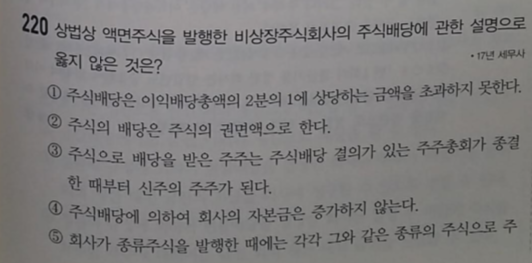 220 상법상 액면주식을 발행한 비상장주식회사의 주식배당에 관한 설명으로
옳지 않은 것은?
• 17년 세무사
① 주식배당은 이익배당총액의 2분의 1에 상당하는 금액을 초과하지 못한다.
② 주식의 배당은 주식의 권면액으로 한다.
③ 주식으로 배당을 받은 주주는 주식배당 결의가 있는 주주총회가 종결
한 때부터 신주의 주주가 된다.
④ 주식배당에 의하여 회사의 자본금은 증가하지 않는다.
⑤ 회사가 종류주식을 발행한 때에는 각각 그와 같은 종류의 주식으로 주